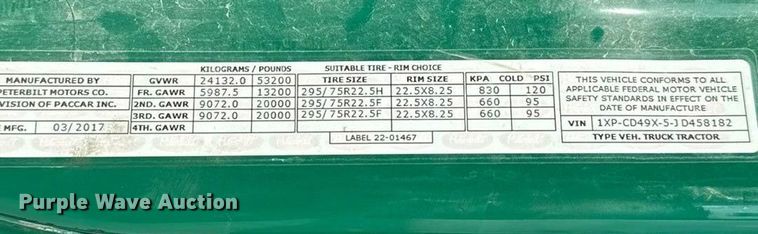 KILOGRAMS / POUNDS SUITABLE TIRE - RIM CHOICE
MANUFACTURED BY GVWR 24132.0 53200 TIRE SIZE RIM SIZE KPA COLD PSI
PETERBILT MOTORS CO. FR. GAWR 5987.5 13200 295/75R22.5H 22.5X8.25 830 120
DIVISION OF PACCAR INC. 2ND. GAWR 9072.0 20000 295/75R22.5F 22.5X8.25 660 95
3RD. GAWR 9072.0 20000 295/75R22.5F 22.5X8.25 660 95
MFG. 03/2017 4TH. GAWR
LABEL 22-01467
THIS VEHICLE CONFORMS TO ALL
APPLICABLE FEDERAL MOTOR VEHICLE
SAFETY STANDARDS IN EFFECT ON THE
DATE OF MANUFACTURE
VIN 1XP-CD49X-5-JD458182
TYPE VEH. TRUCK TRACTOR
Purple Wave Auction